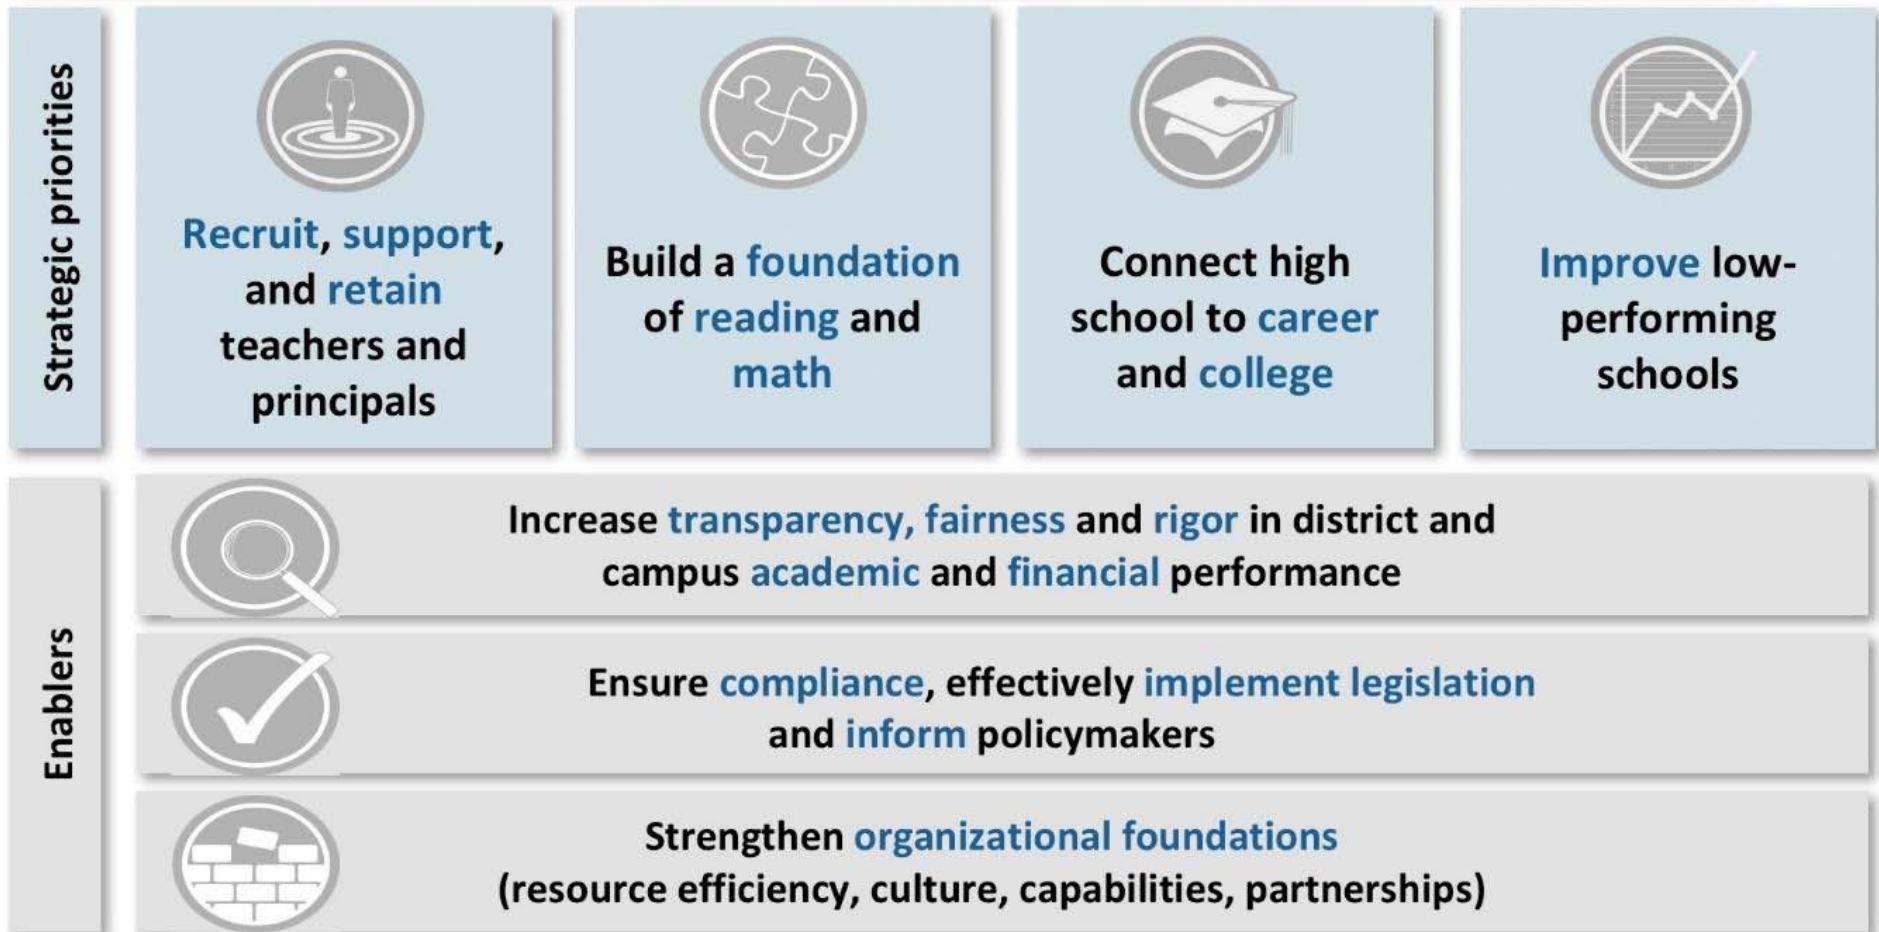 Strategic priorities
Recruit, support,
and retain
teachers and
principals
Build a foundation
of reading and
math
Connect high
school to career
and college
Improve low-
performing
schools
Enablers
Increase transparency, fairness and rigor in district and
campus academic and financial performance
Ensure compliance, effectively implement legislation
and inform policymakers
Strengthen organizational foundations
(resource efficiency, culture, capabilities, partnerships)